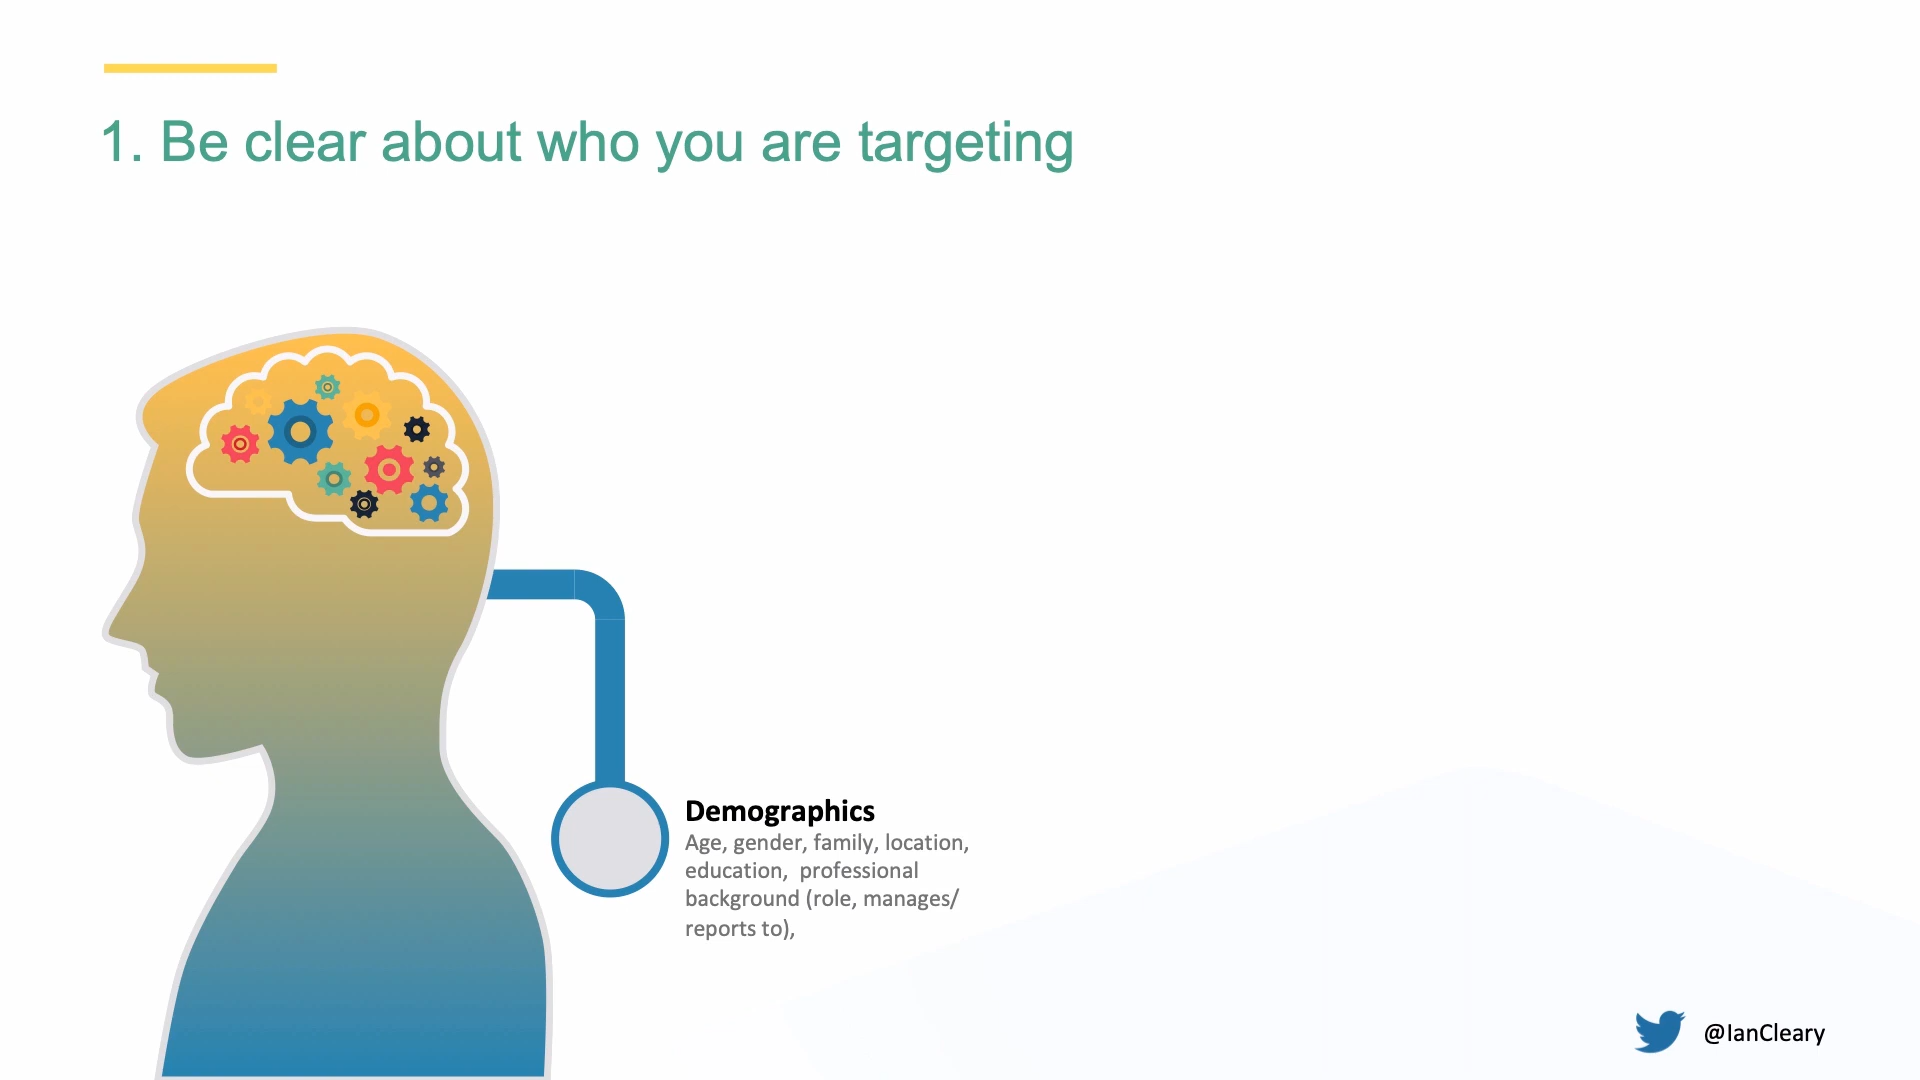 1. Be clear about who you are targeting
Demographics
Age, gender, family, location,
education,  professional
background (role, manages/
reports to),
@IanCleary